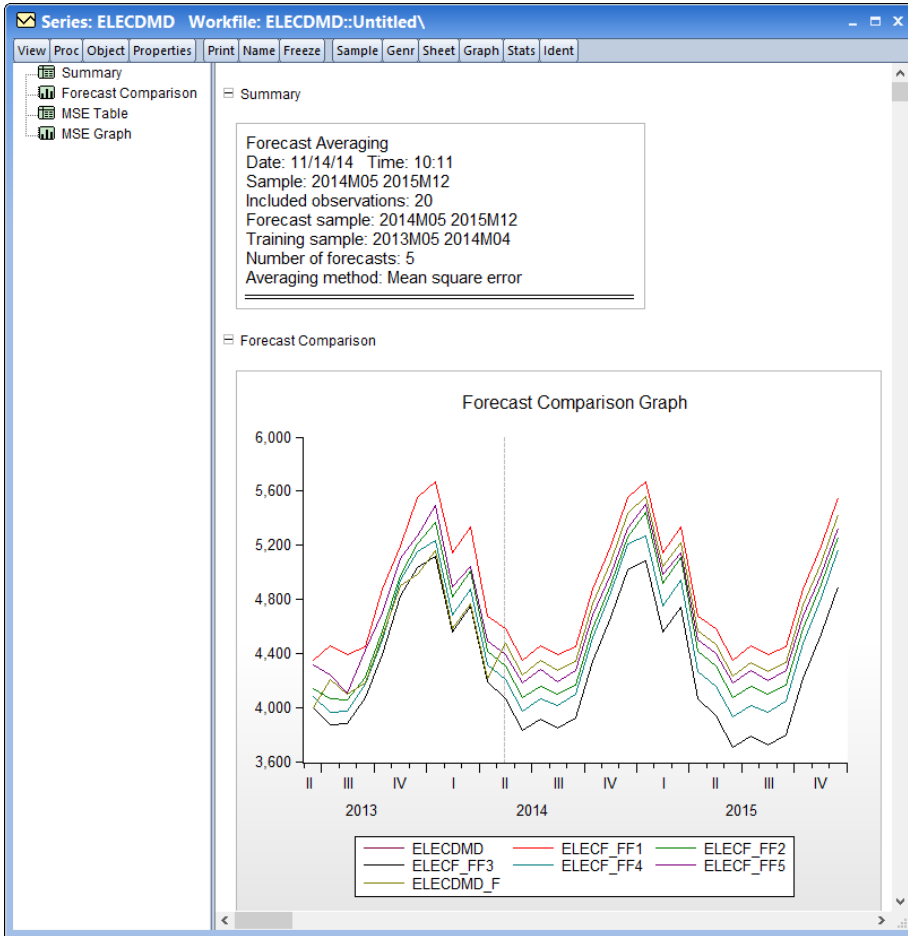 Series: ELECDMD Workfile: ELECDMD::Untitled\
View Proc Object Properties Print Name Freeze Sample Genr Sheet Graph Stats Ident
Summary
Forecast Comparison
MSE Table
MSE Graph
Summary
Forecast Averaging
Date: 11/14/14 Time: 10:11
Sample: 2014M05 2015M12
Included observations: 20
Forecast sample: 2014M05 2015M12
Training sample: 2013M05 2014M04
Number of forecasts: 5
Averaging method: Mean square error
Forecast Comparison
Forecast Comparison Graph
6,000
5,600
5,200
4,800
4,400
4,000
3,600
II III IV I II III IV I II III IV
2013 2014 2015
ELECDMD ELECF_FF1 ELECF_FF2
ELECF_FF3 ELECF_FF4 ELECF_FF5
ELECDMD_F